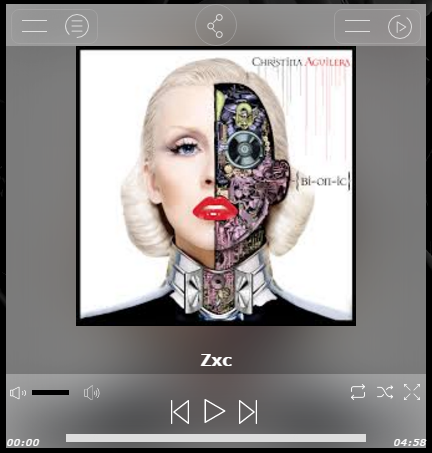 CHRISTINA AGUILERA
{BI-ON-IC}
Zxc
00:00
04:58